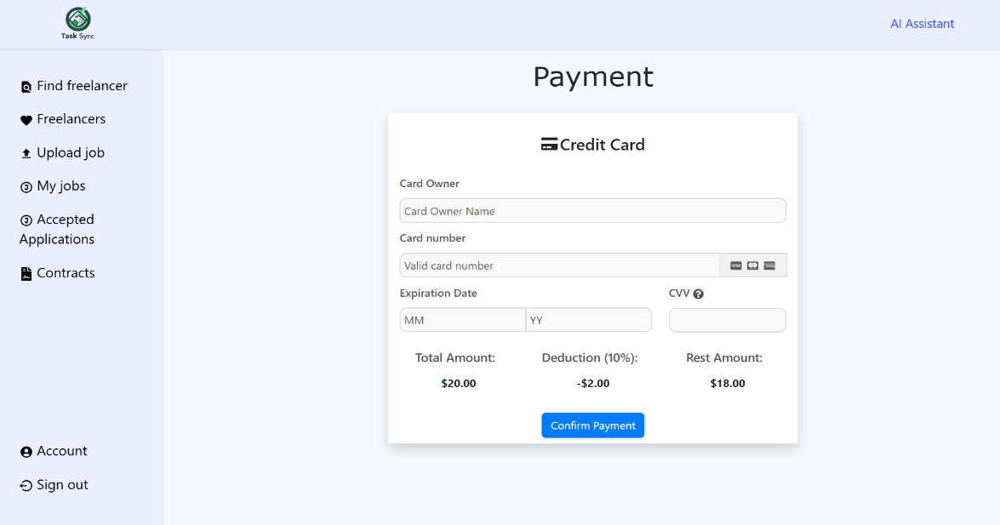 Task Sync
AI Assistant
Find freelancer
Freelancers
Upload job
My jobs
Accepted
Applications
Contracts
Account
Sign out
Payment
Credit Card
Card Owner
Card Owner Name
Card number
Valid card number
VISA
Expiration Date
CVV
MM
YY
Total Amount:
Deduction (10%):
Rest Amount:
$20.00
-$2.00
$18.00
Confirm Payment